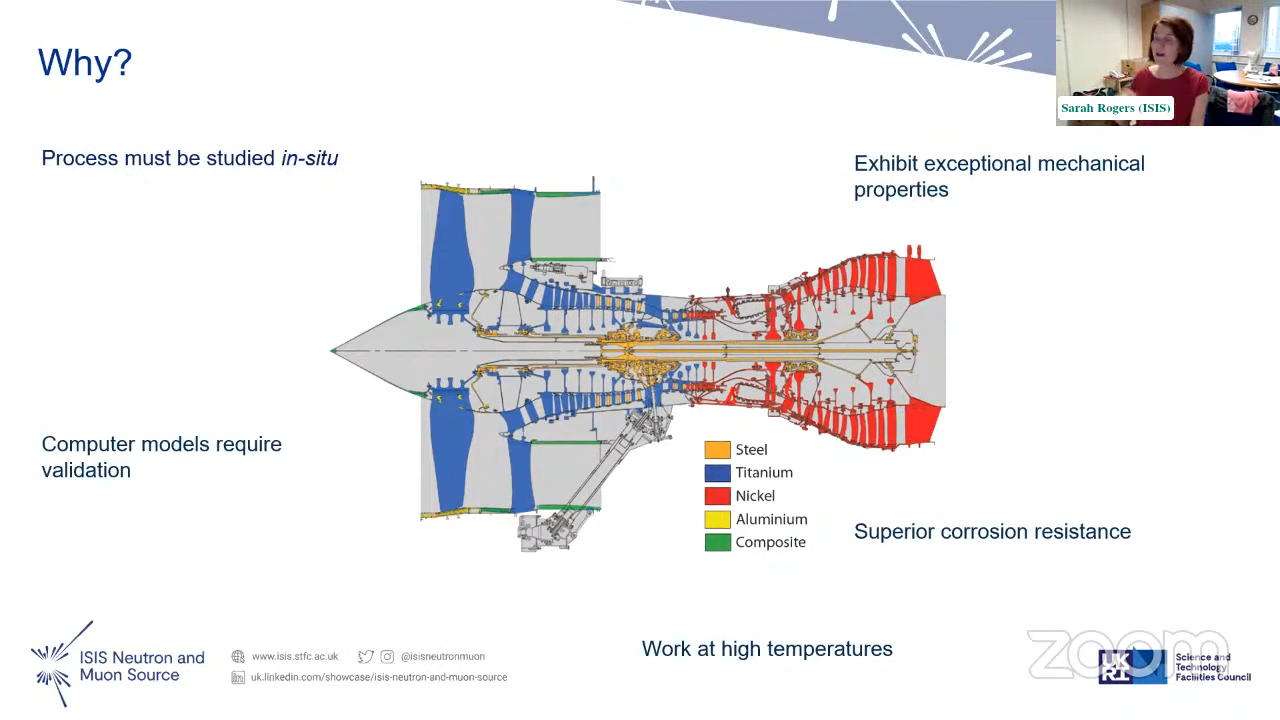 Why?
Sarah Rogers (ISIS)
Process must be studied in-situ
Exhibit exceptional mechanical
properties
Computer models require
validation
Steel
Titanium
Nickel
Aluminium
Composite
Superior corrosion resistance
Work at high temperatures
ISIS Neutron and
Muon Source
www.isis.stfc.ac.uk
@isisneutronmuon
uk.linkedin.com/showcase/isis-neutron-and-muon-source
zoom
UK
RI
Science and
Technology
Facilities Council